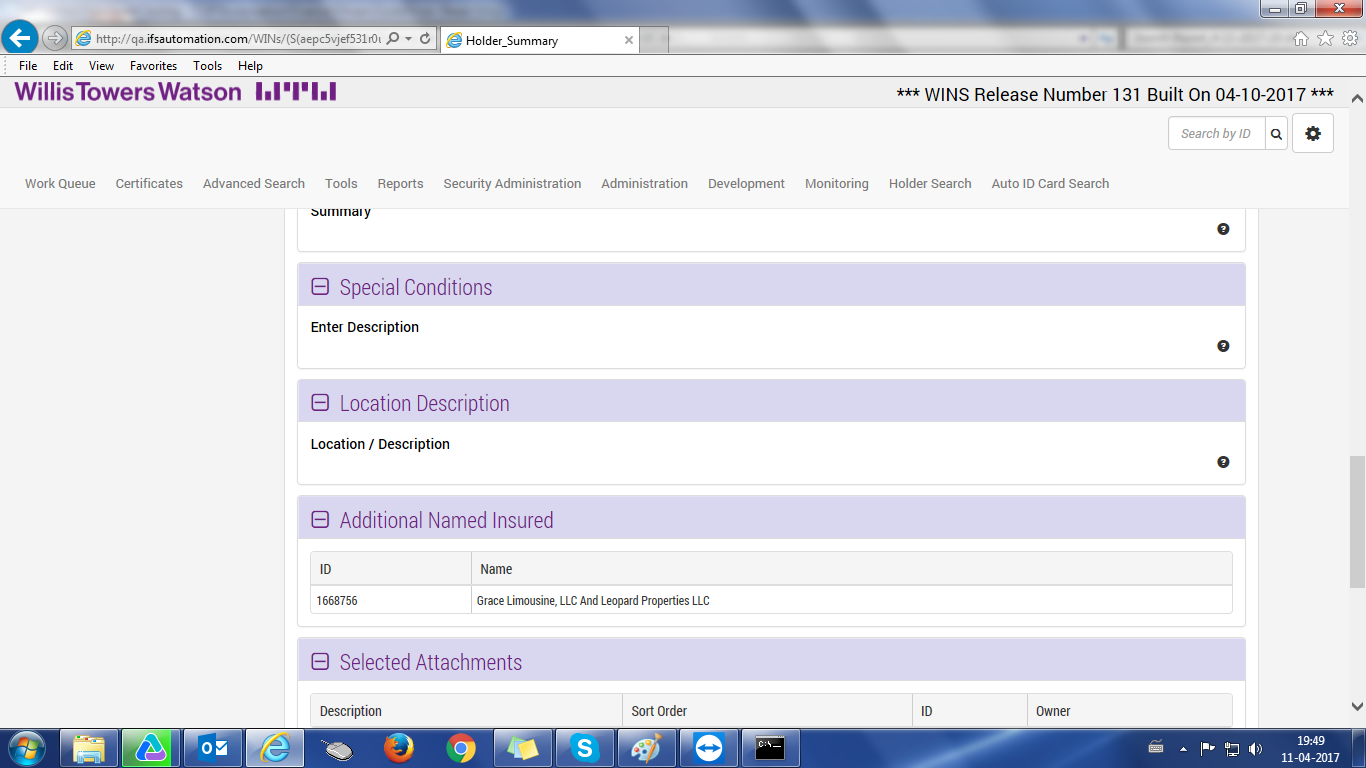 http://qa.ifsautomation.com/WINs/(S(aepc5vjef531r0u
Holder_Summary
File Edit View Favorites Tools Help
Willis Towers Watson
*** WINS Release Number 131 Built On 04-10-2017 ***
Search by ID
Work Queue Certificates Advanced Search Tools Reports Security Administration Administration Development Monitoring Holder Search Auto ID Card Search
Summary
Special Conditions
Enter Description
Location Description
Location / Description
Additional Named Insured
ID Name
1668756 Grace Limousine, LLC And Leopard Properties LLC
Selected Attachments
Description Sort Order ID Owner
19:49
11-04-2017